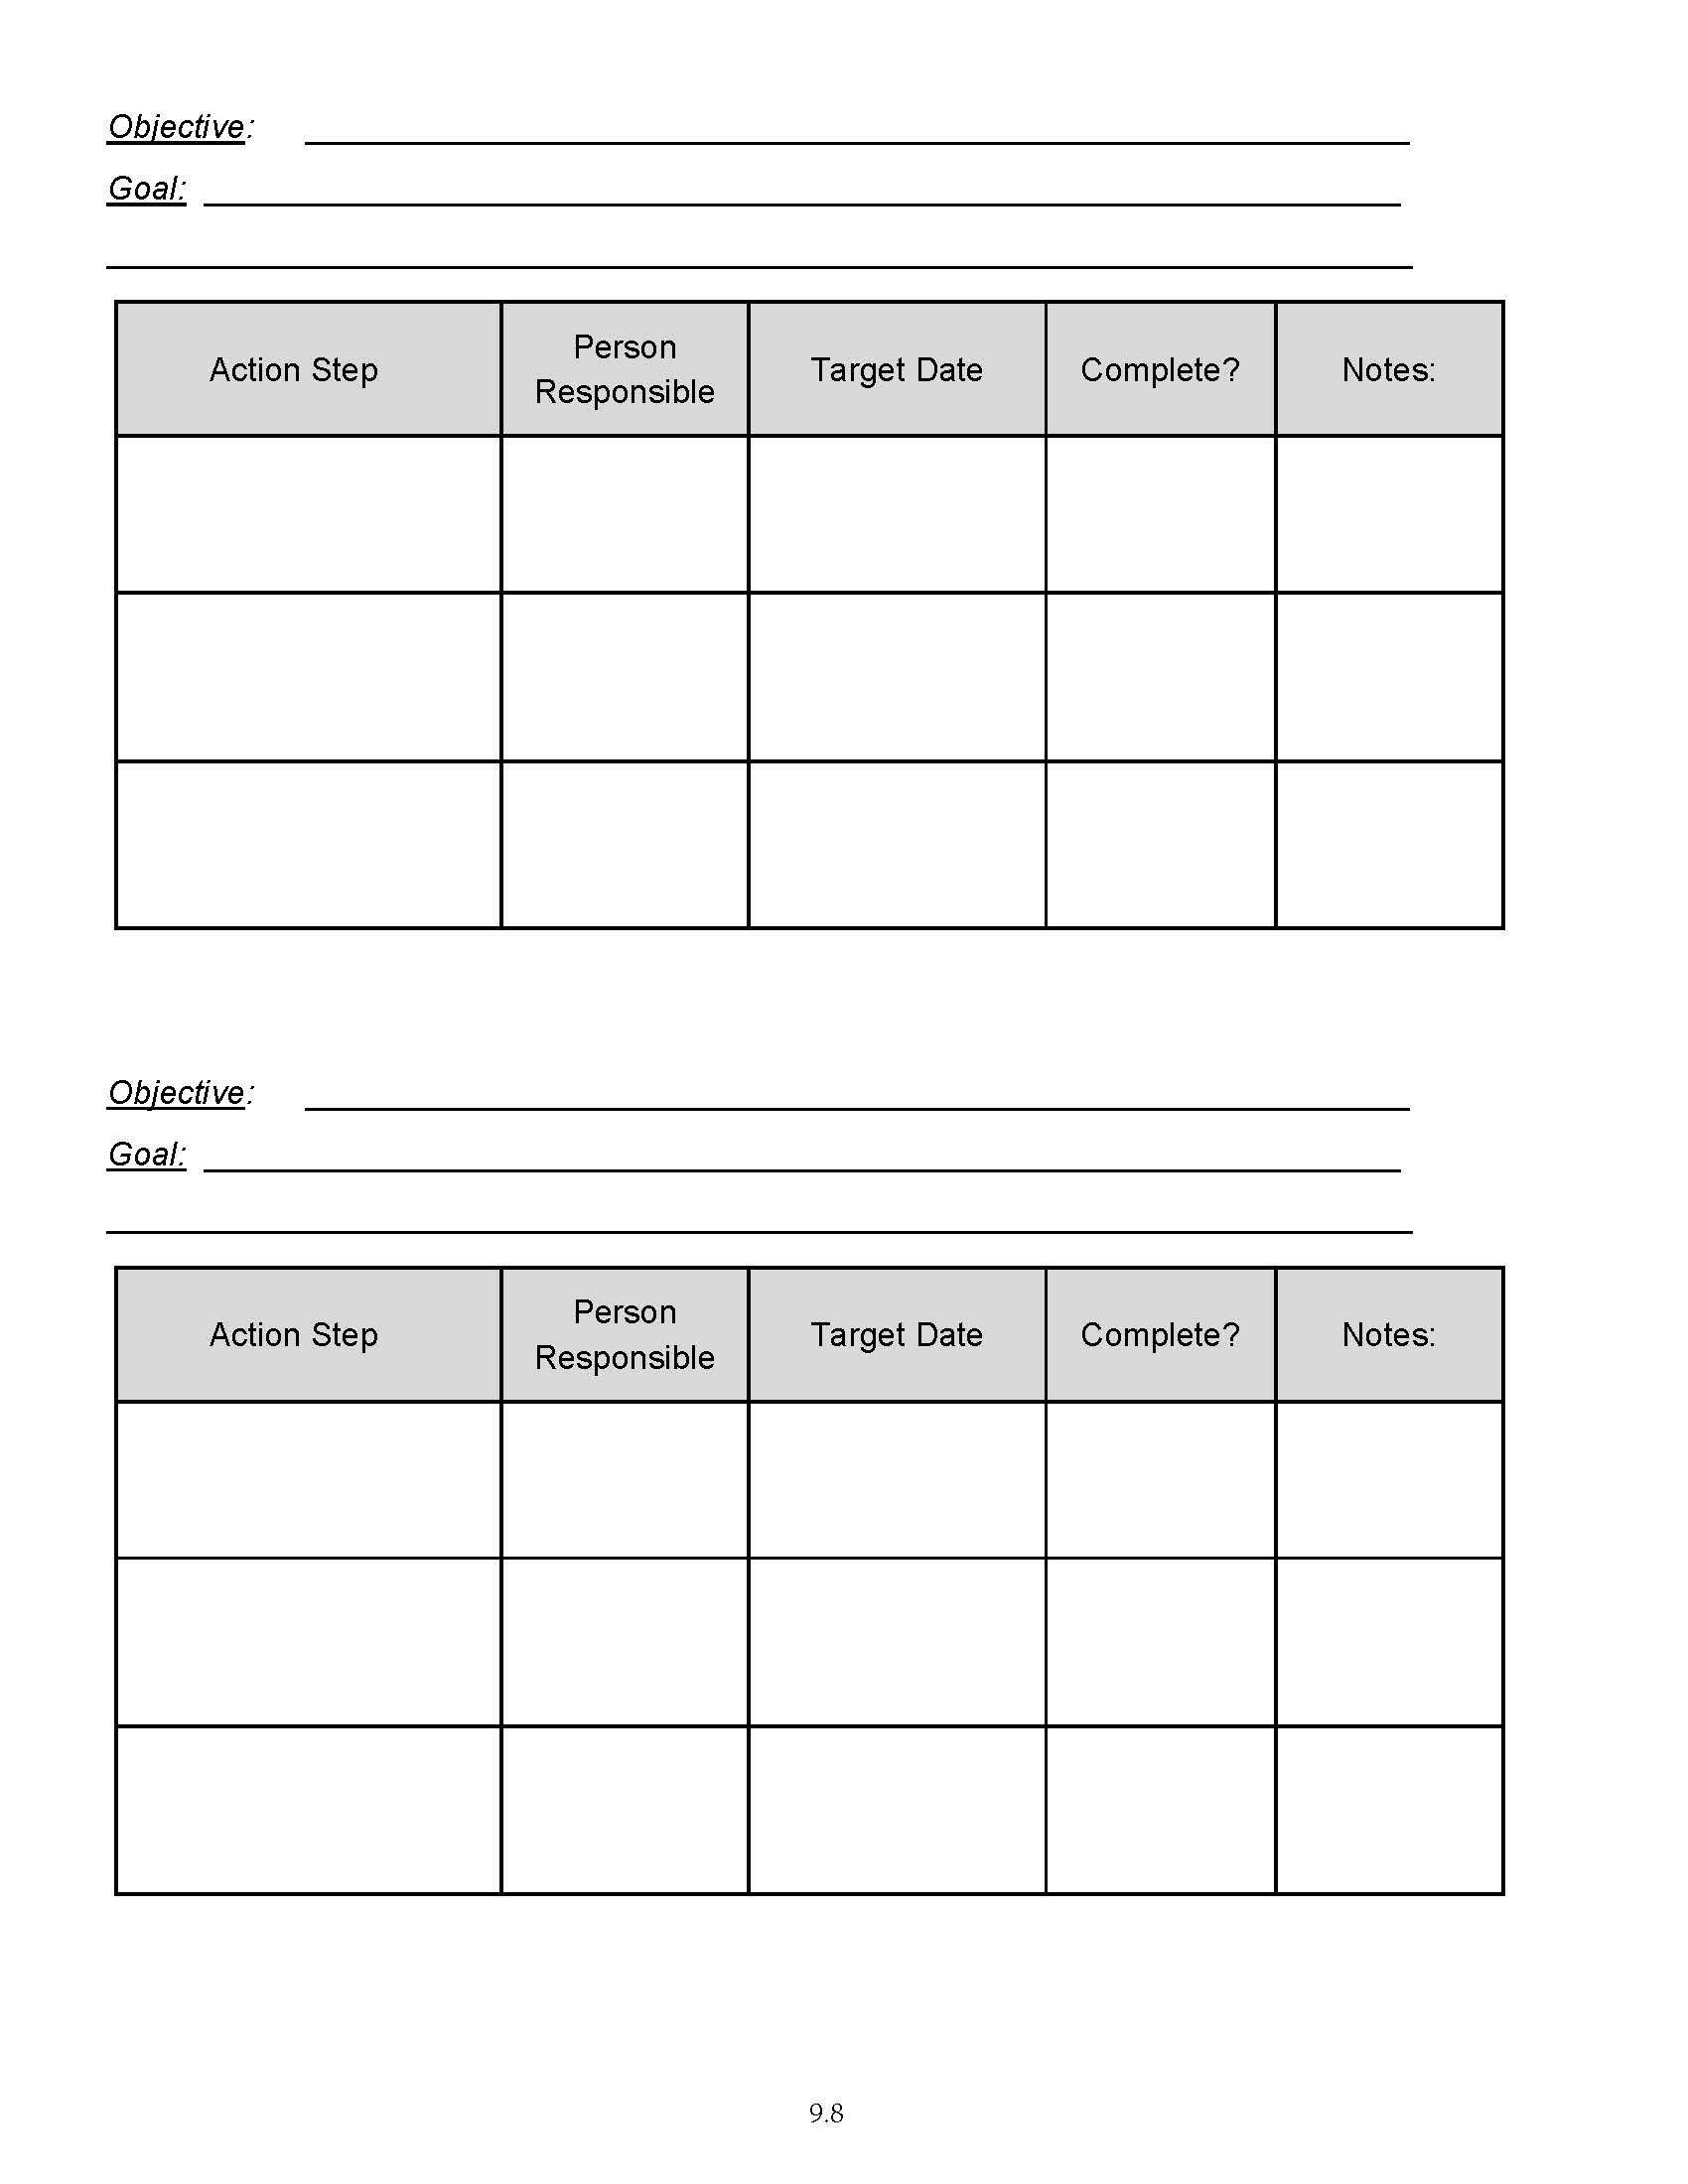 Objective:
Goal:
Action Step
Person
Responsible
Target Date
Complete?
Notes:
Objective:
Goal:
Action Step
Person
Responsible
Target Date
Complete?
Notes:
9.8